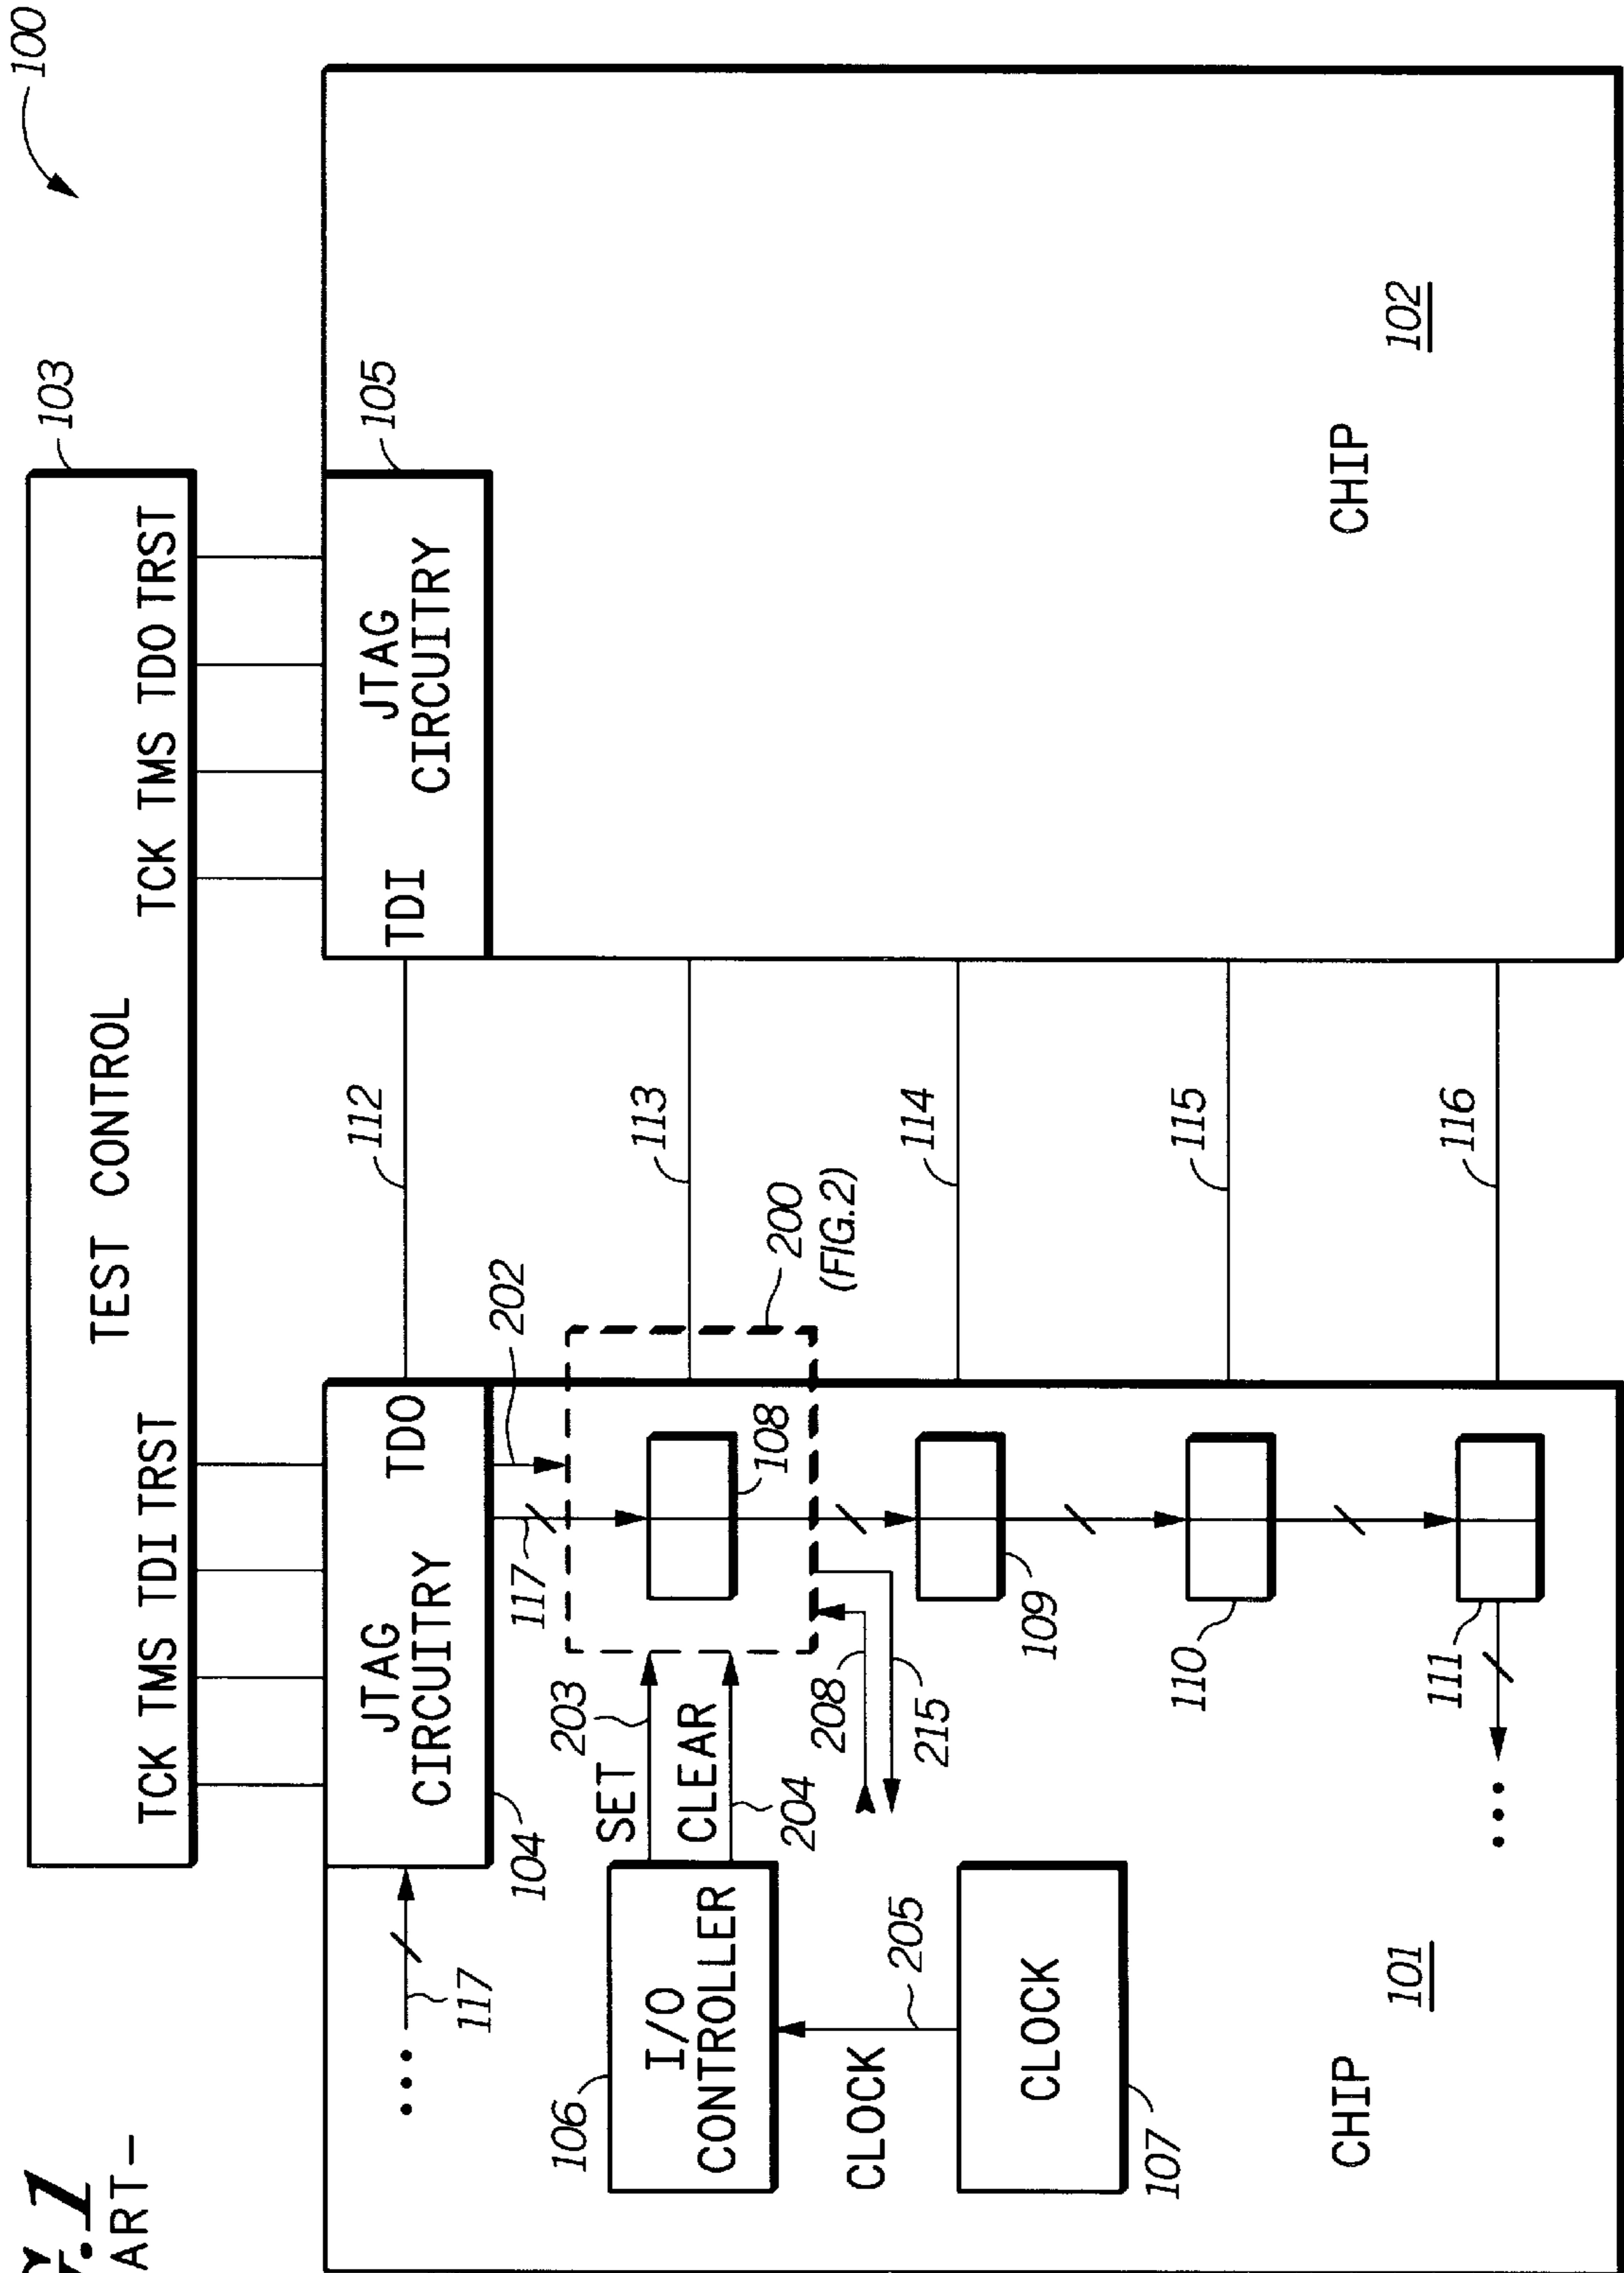 G.1
ART—
100
TEST CONTROL
103
TCK TMS TDI TRST
TCK TMS TDO TRST
JTAG
CIRCUITRY
TDO
104
112
TDI
JTAG
CIRCUITRY
105
117
202
117
106
I/O
CONTROLLER
SET
203
CLEAR
204
108
200
(FIG.2)
113
CLOCK
205
208
215
109
114
CLOCK
107
110
115
111
116
CHIP
101
CHIP
102